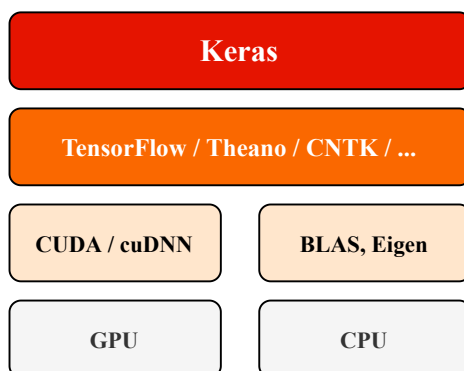 Keras
TensorFlow / Theano / CNTK / ...
CUDA / cuDNN
BLAS, Eigen
GPU
CPU